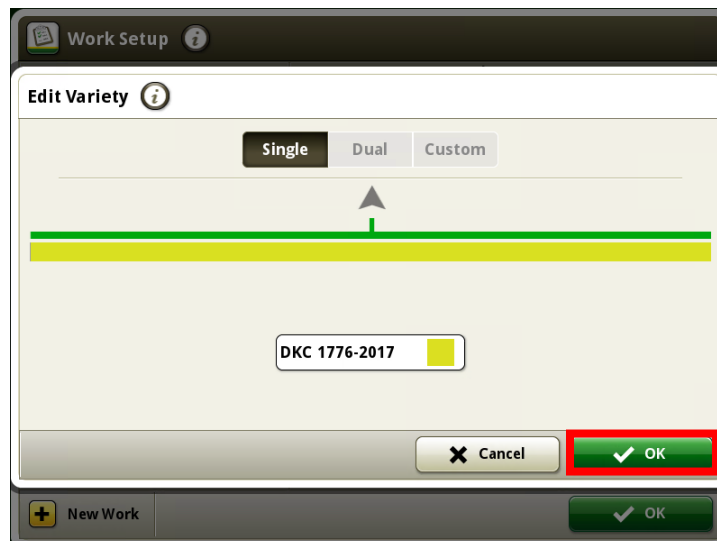 Work Setup i
Edit Variety i
Single Dual Custom
DKC 1776-2017
Cancel OK
New Work OK